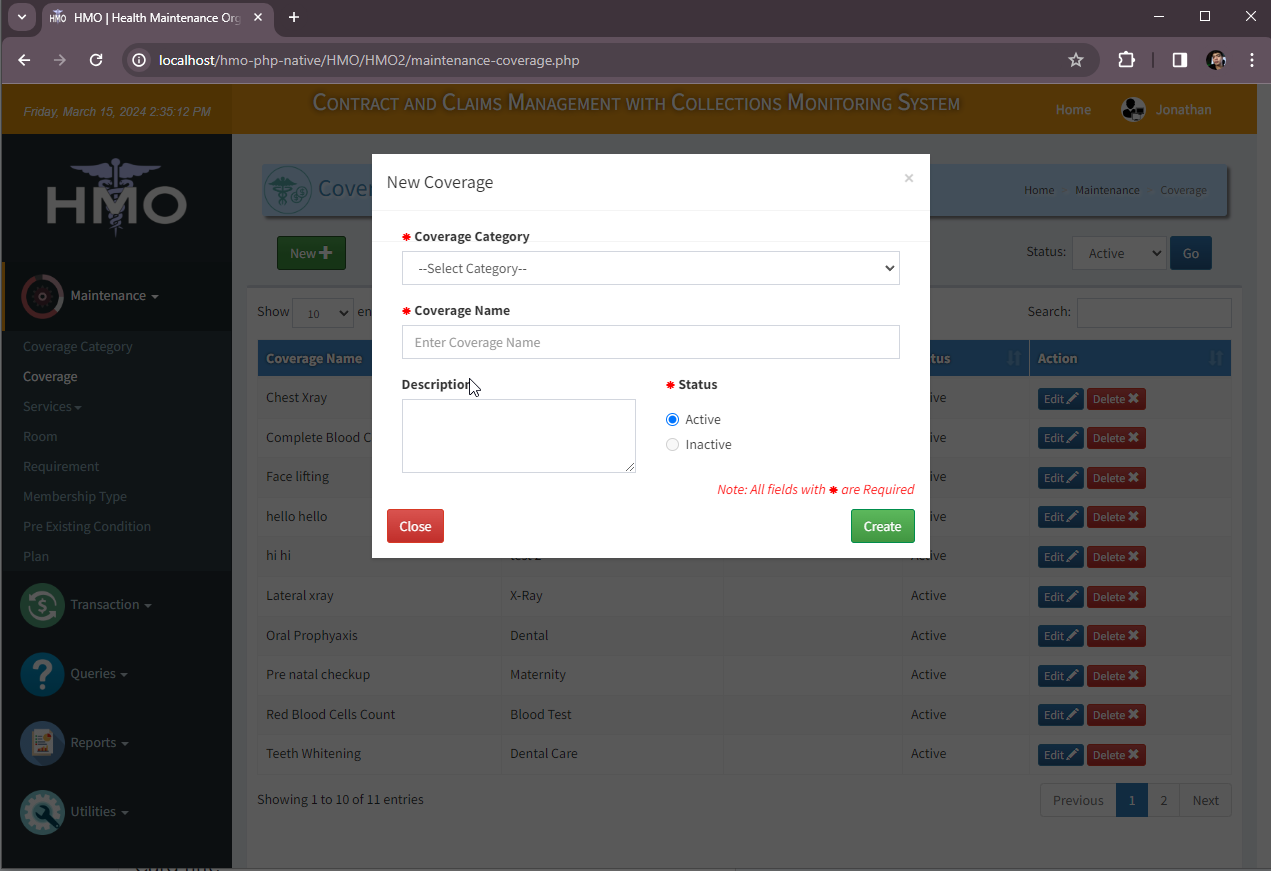 HMO | Health Maintenance Org
localhost/hmo-php-native/HMO/HMO2/maintenance-coverage.php
Friday, March 15, 2024 2:35:12 PM
Contract and Claims Management with Collections Monitoring System
Home
Jonathan
HMO
Cover
Home
Maintenance
Coverage
New
Status:
Active
Go
Maintenance
Coverage Category
Coverage
Services
Room
Requirement
Membership Type
Pre Existing Condition
Plan
Transaction
Queries
Reports
Utilities
New Coverage
×
Coverage Category
--Select Category--
Coverage Name
Enter Coverage Name
Description
Status
Active
Inactive
Note: All fields with * are Required
Close
Create
Show 10 en
Search:
Coverage Name tus Action
Chest Xray ive Edit Delete
Complete Blood C ive Edit Delete
Face lifting ive Edit Delete
hello hello ive Edit Delete
hi hi ive Edit Delete
Lateral xray X-Ray Active Edit Delete
Oral Prophyaxis Dental Active Edit Delete
Pre natal checkup Maternity Active Edit Delete
Red Blood Cells Count Blood Test Active Edit Delete
Teeth Whitening Dental Care Active Edit Delete
Showing 1 to 10 of 11 entries
Previous 1 2 Next